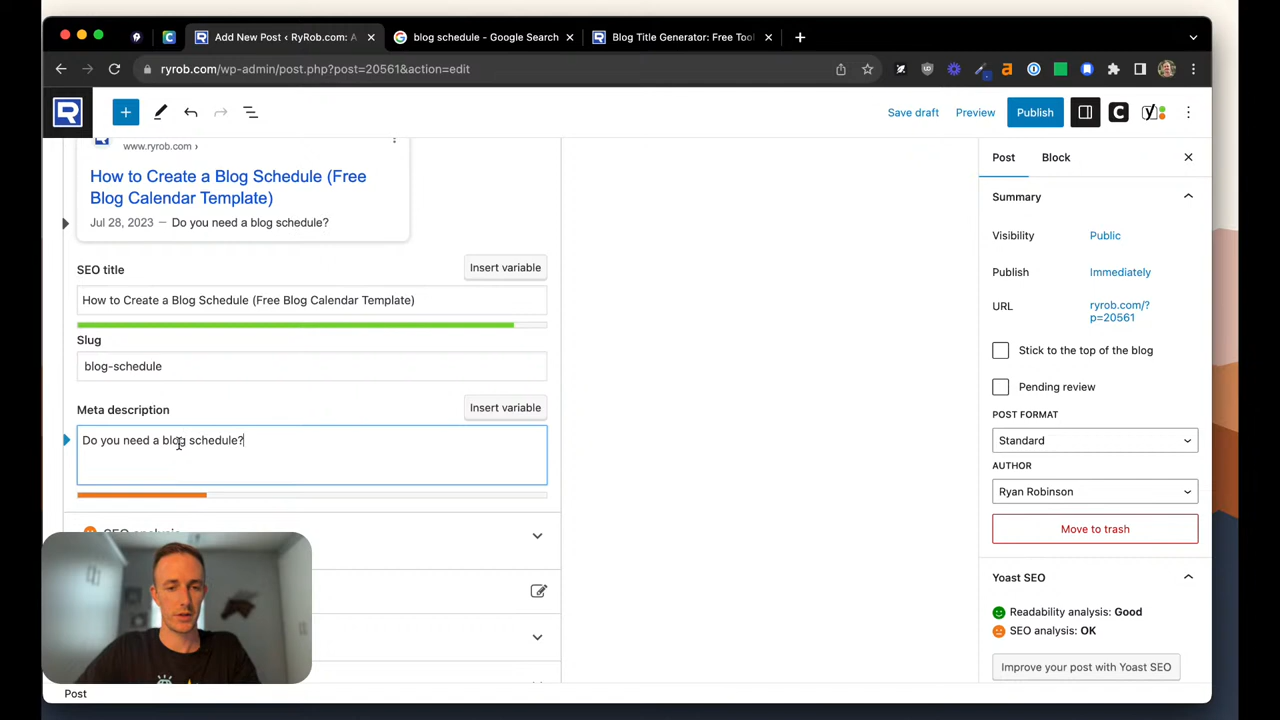 Add New Post ‹ RyRob.com: A
blog schedule - Google Search
Blog Title Generator: Free Tool
ryrob.com/wp-admin/post.php?post=20561&action=edit
Save draft
Preview
Publish
www.ryrob.com ›
How to Create a Blog Schedule (Free
Blog Calendar Template)
Jul 28, 2023 – Do you need a blog schedule?
SEO title
Insert variable
How to Create a Blog Schedule (Free Blog Calendar Template)
Slug
blog-schedule
Meta description
Insert variable
Do you need a blog schedule?
SEO analysis
Post
Post
Block
Summary
Visibility
Public
Publish
Immediately
URL
ryrob.com/?
p=20561
Stick to the top of the blog
Pending review
POST FORMAT
Standard
AUTHOR
Ryan Robinson
Move to trash
Yoast SEO
Readability analysis: Good
SEO analysis: OK
Improve your post with Yoast SEO